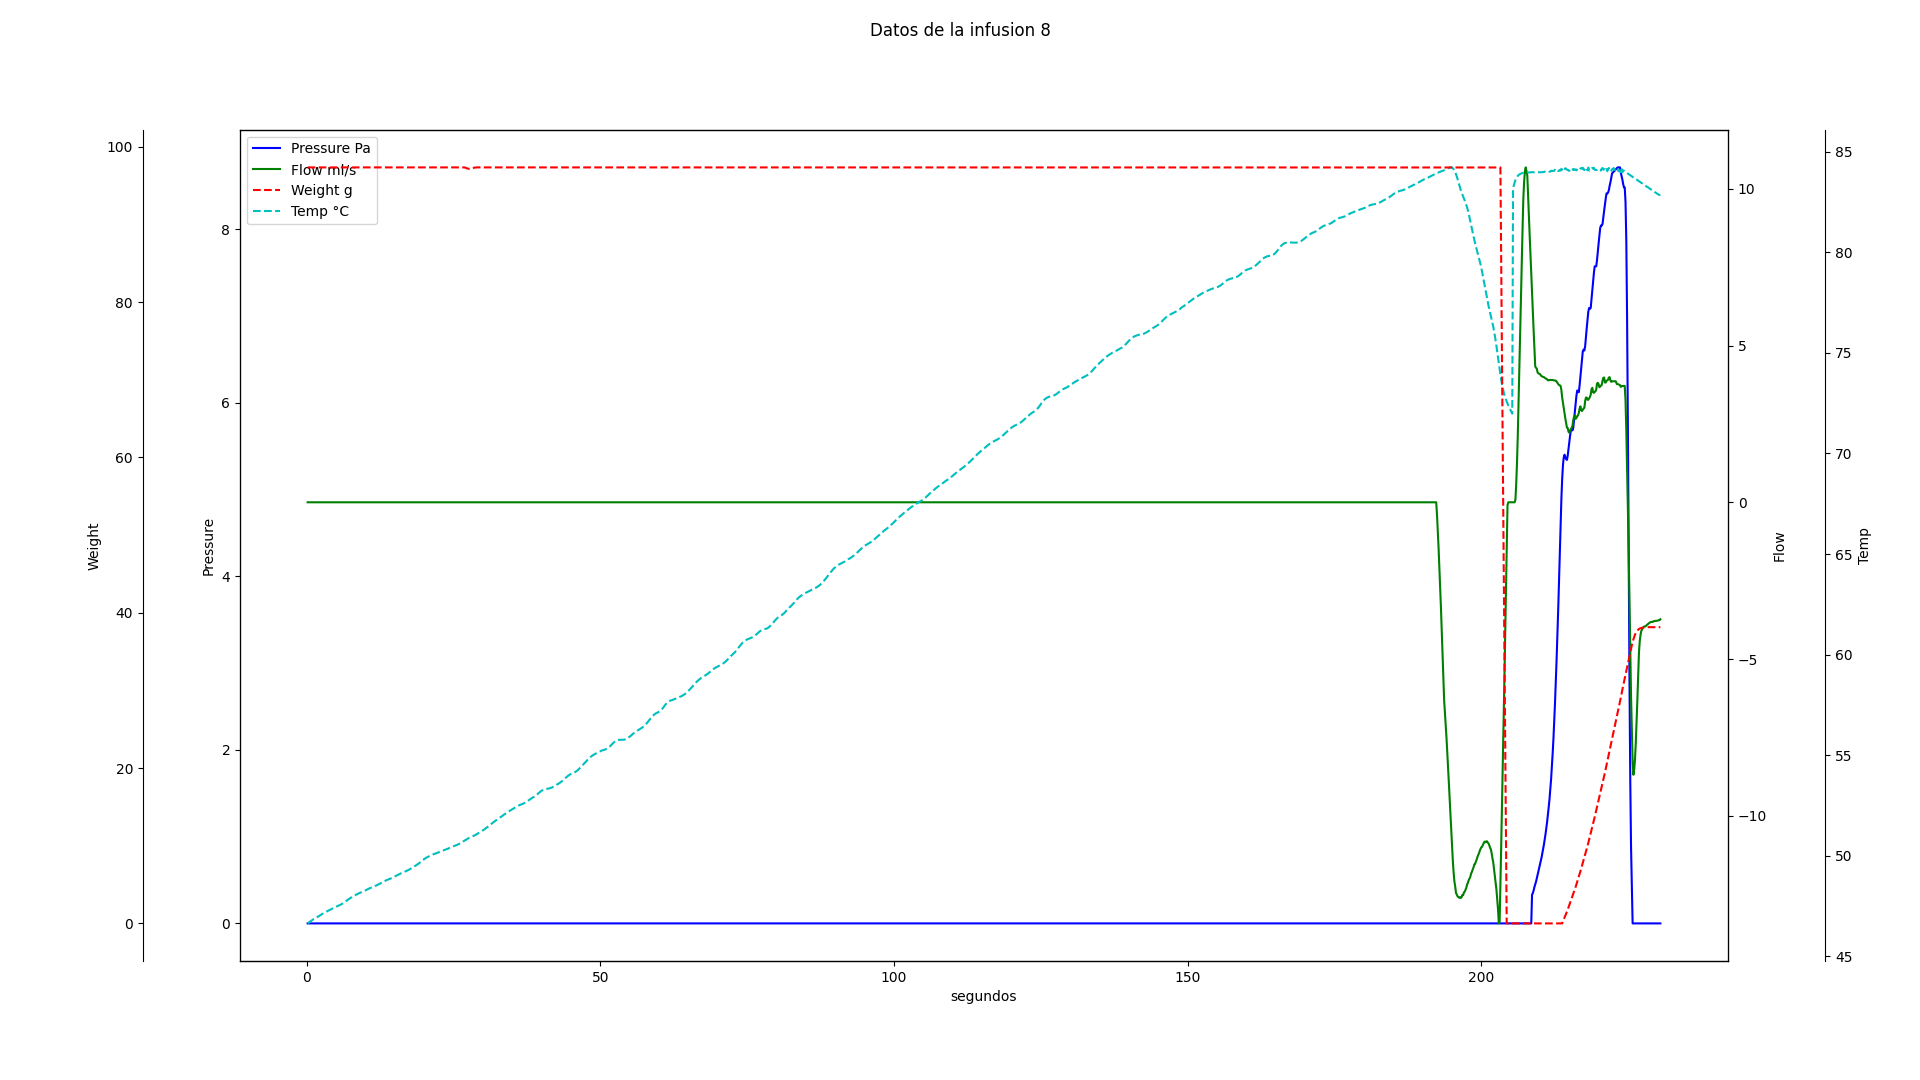 Datos de la infusion 8
Pressure Pa
Flow ml/s
Weight g
Temp °C
Weight
100
80
60
40
20
0
Pressure
8
6
4
2
0
0 50 100 150 200
segundos
Flow
10
5
0
−5
−10
Temp
85
80
75
70
65
60
55
50
45